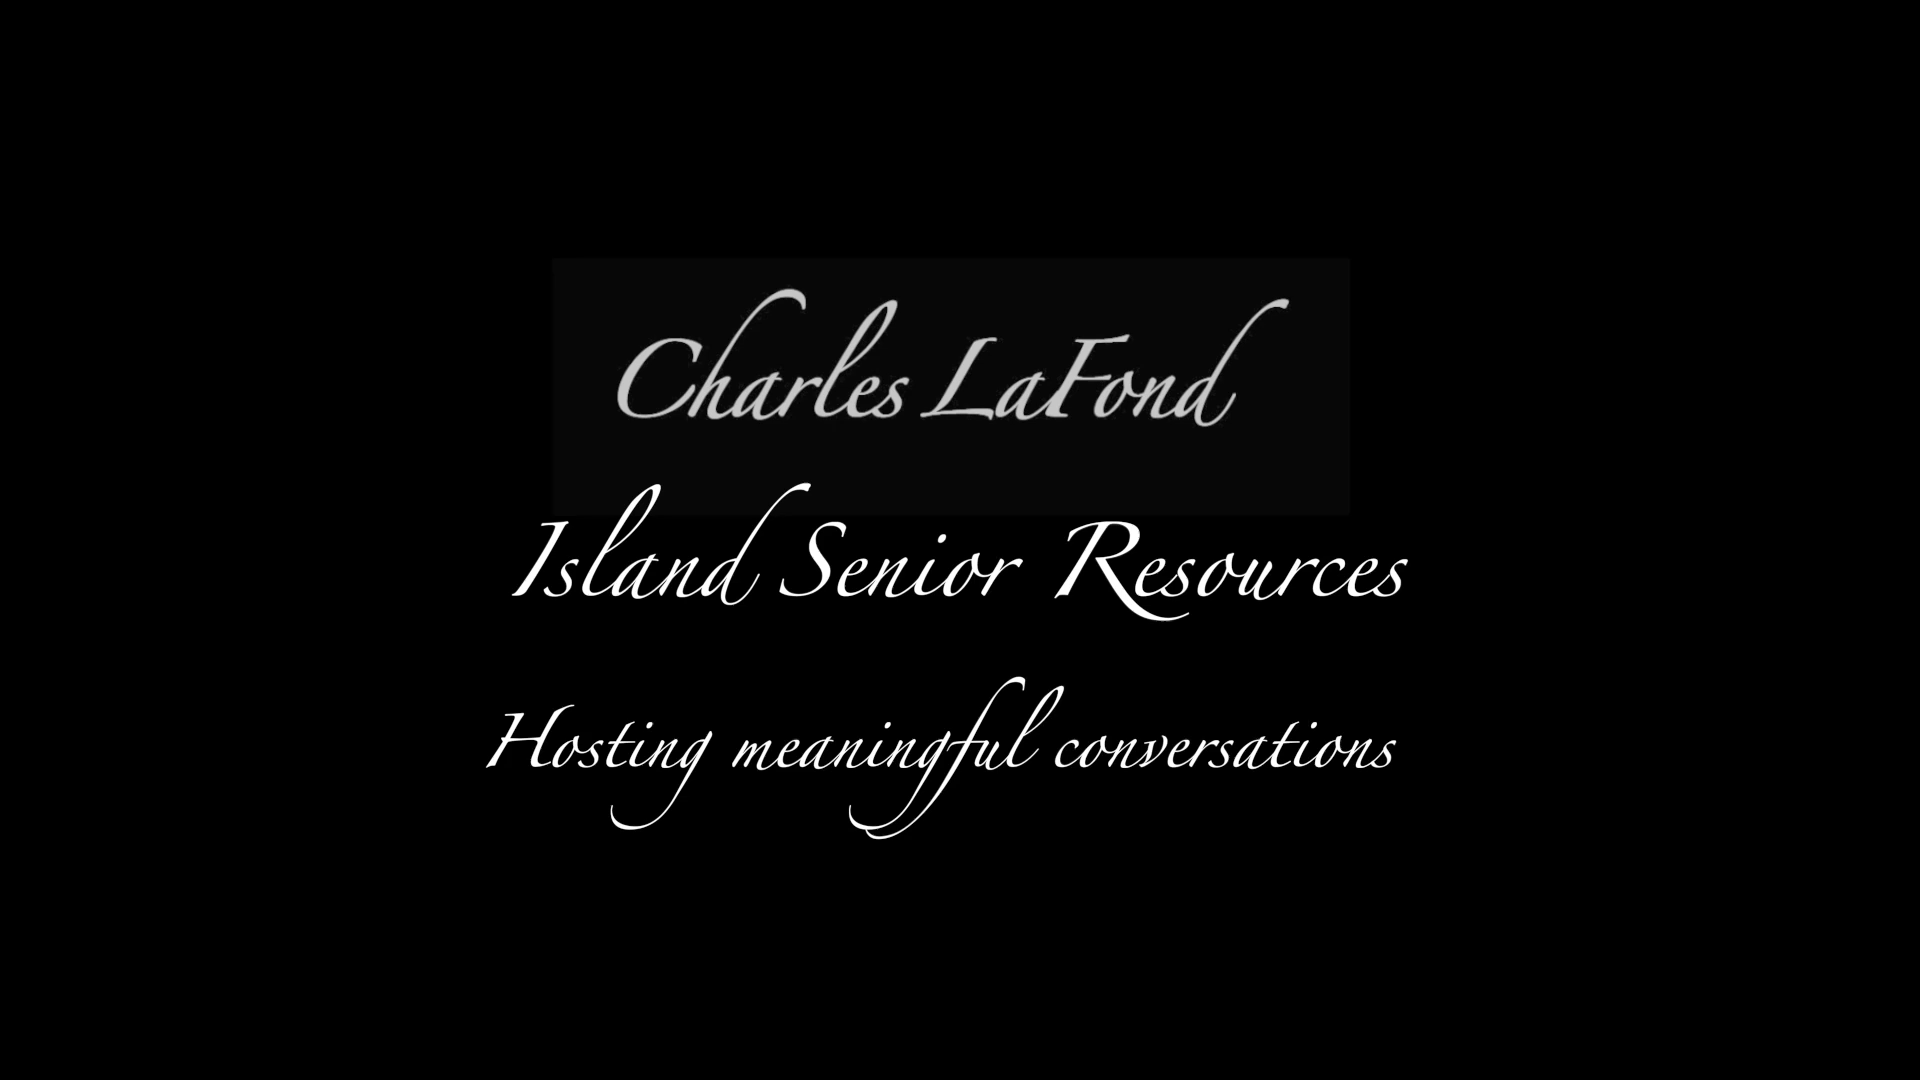 Charles LaFond
Island Senior Resources
Hosting meaningful conversations